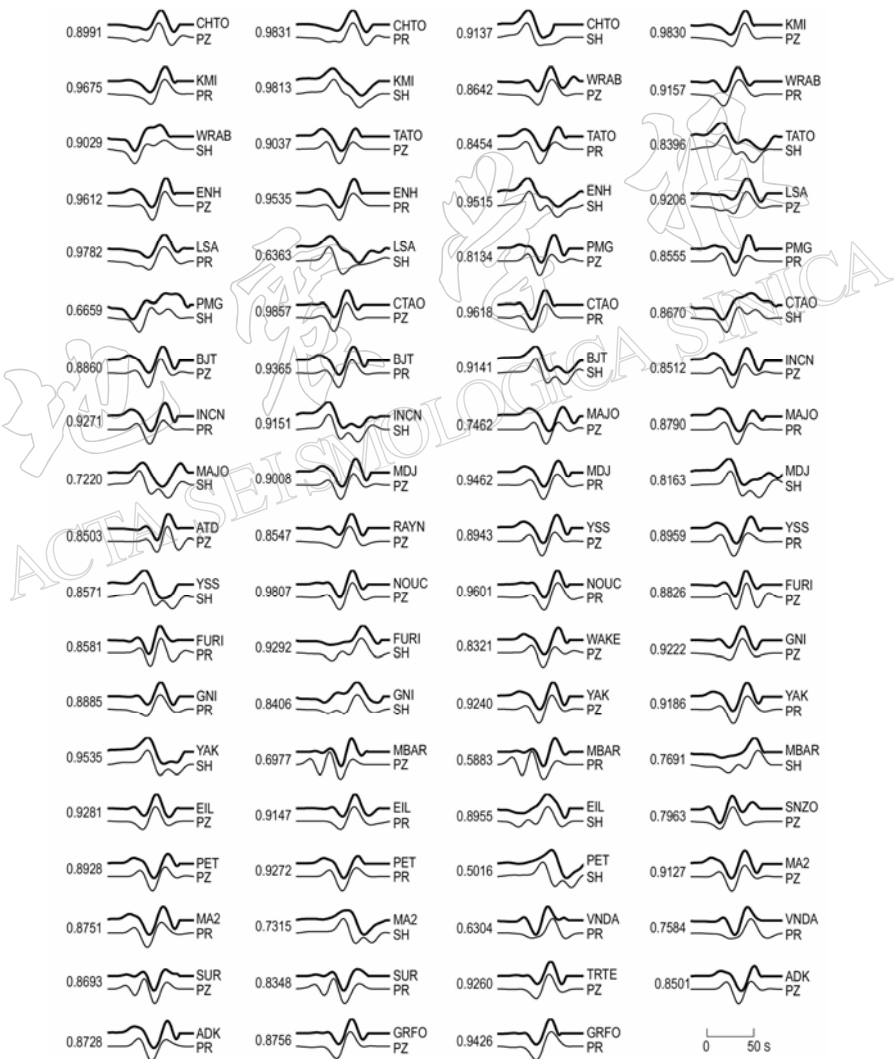 0.8991 CHTO PZ 0.9831 CHTO PR 0.9137 CHTO SH 0.9830 KMI PZ
0.9675 KMI PR 0.9813 KMI SH 0.8642 WRAB PZ 0.9157 WRAB PR
0.9029 WRAB SH 0.9037 TATO PZ 0.8454 TATO PR 0.8396 TATO SH
0.9612 ENH PZ 0.9535 ENH PR 0.9515 ENH SH 0.9206 LSA PZ
0.9782 LSA PR 0.6363 LSA SH 0.8134 PMG PZ 0.8555 PMG PR
0.6659 PMG SH 0.9857 CTAO PZ 0.9618 CTAO PR 0.8670 CTAO SH
0.8860 BJT PZ 0.9365 BJT PR 0.9141 BJT SH 0.8512 INCN PZ
0.9271 INCN PR 0.9151 INCN SH 0.7462 MAJO PZ 0.8790 MAJO PR
0.7220 MAJO SH 0.9008 MDJ PZ 0.9462 MDJ PR 0.8163 MDJ SH
0.8503 ATD PZ 0.8547 RAYN PZ 0.8943 YSS PZ 0.8959 YSS PR
0.8571 YSS SH 0.9807 NOUC PZ 0.9601 NOUC PR 0.8826 FURI PZ
0.8581 FURI PR 0.9292 FURI SH 0.8321 WAKE PZ 0.9222 GNI PZ
0.8885 GNI PR 0.8406 GNI SH 0.9240 YAK PZ 0.9186 YAK PR
0.9535 YAK SH 0.6977 MBAR PZ 0.5883 MBAR PR 0.7691 MBAR SH
0.9281 EIL PZ 0.9147 EIL PR 0.8955 EIL SH 0.7963 SNZO PZ
0.8928 PET PZ 0.9272 PET PR 0.5016 PET SH 0.9127 MA2 PZ
0.8751 MA2 PR 0.7315 MA2 SH 0.6304 VNDA PR 0.7584 VNDA PR
0.8693 SUR PZ 0.8348 SUR PR 0.9260 TRTE PZ 0.8501 ADK PZ
0.8728 ADK PR 0.8756 GRFO PZ 0.9426 GRFO PR
0 50 s
地震学报
ACTA SEISMOLOGICA SINICA